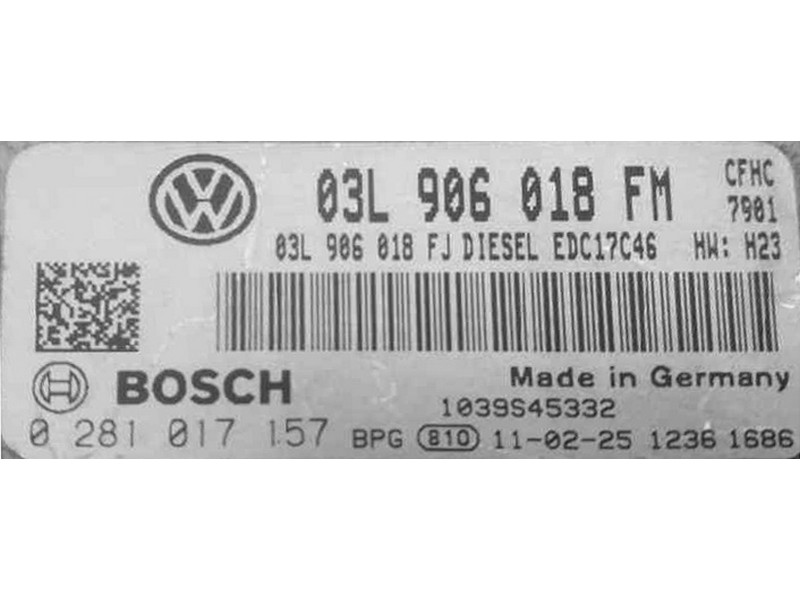 03L 906 018 FM CFHC
7901
03L 906 018 FJ DIESEL EDC17C46 HW: H23
BOSCH
Made in Germany
1039S45332
0 281 017 157 BPG 810 11-02-25 1236 1686